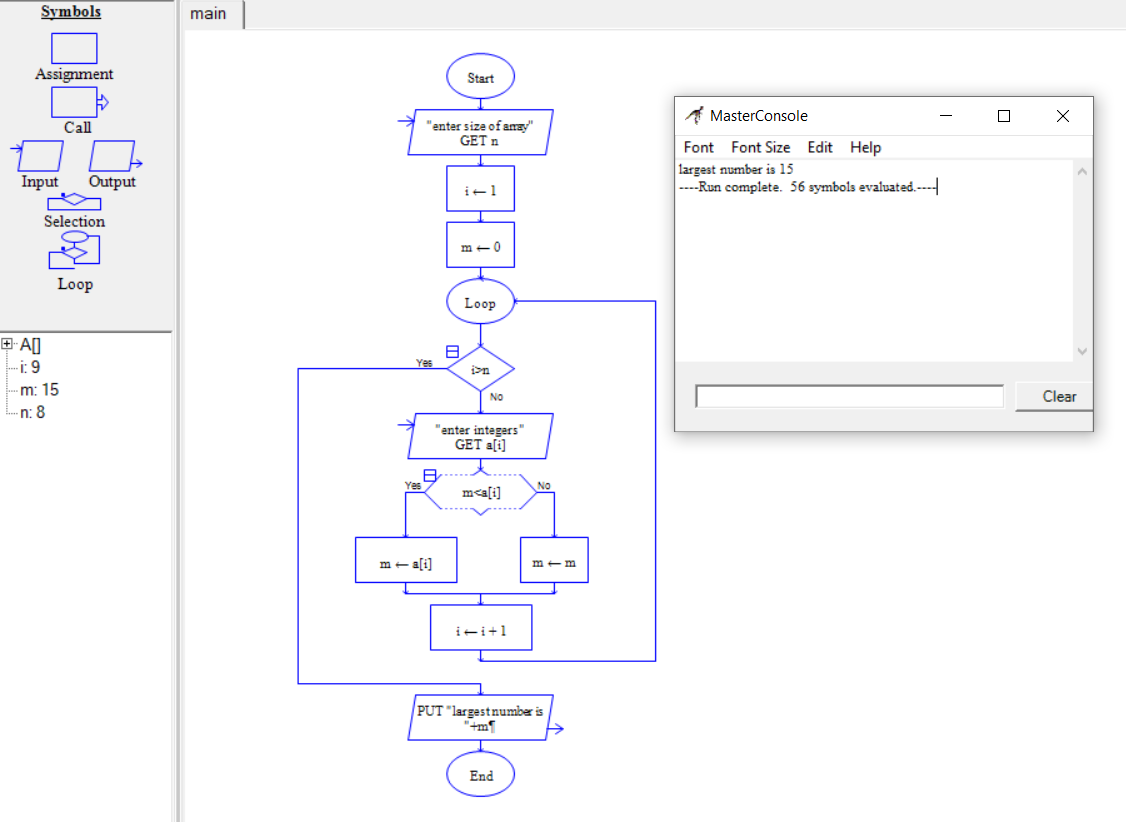 Symbols
Assignment
Call
Input
Output
Selection
Loop
A[]
i: 9
m: 15
n: 8
main
Start
"enter size of array"
GET n
i ← 1
m ← 0
Loop
Yes
i>n
No
"enter integers"
GET a[i]
Yes
m<a[i]
No
m ← a[i]
m ← m
i ← i + 1
PUT "largest number is
"+m¶
End
MasterConsole
Font Font Size Edit Help
largest number is 15
----Run complete.  56 symbols evaluated.----
Clear